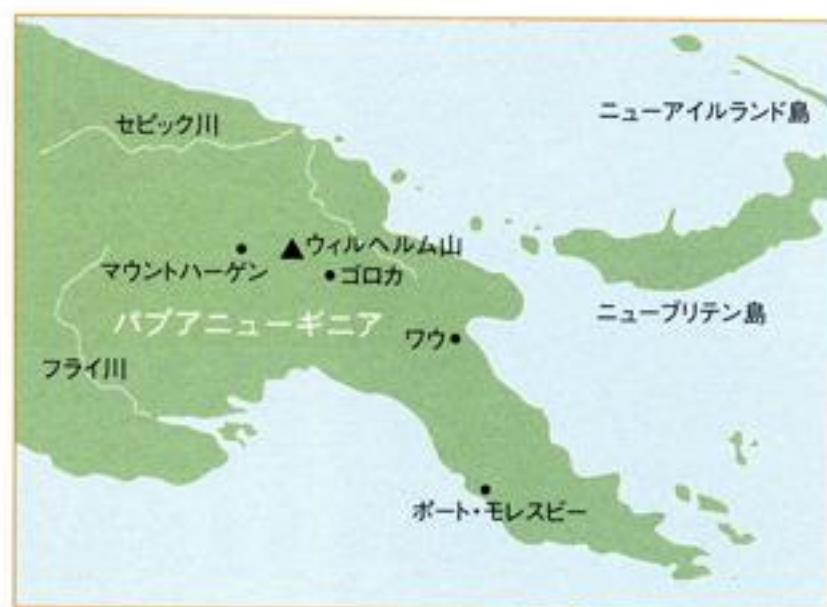 セピック川
ニューアイルランド島
ウィルヘルム山
マウントハーゲン
ゴロカ
パプアニューギニア
ニューブリテン島
ワウ
フライ川
ポート・モレスビー